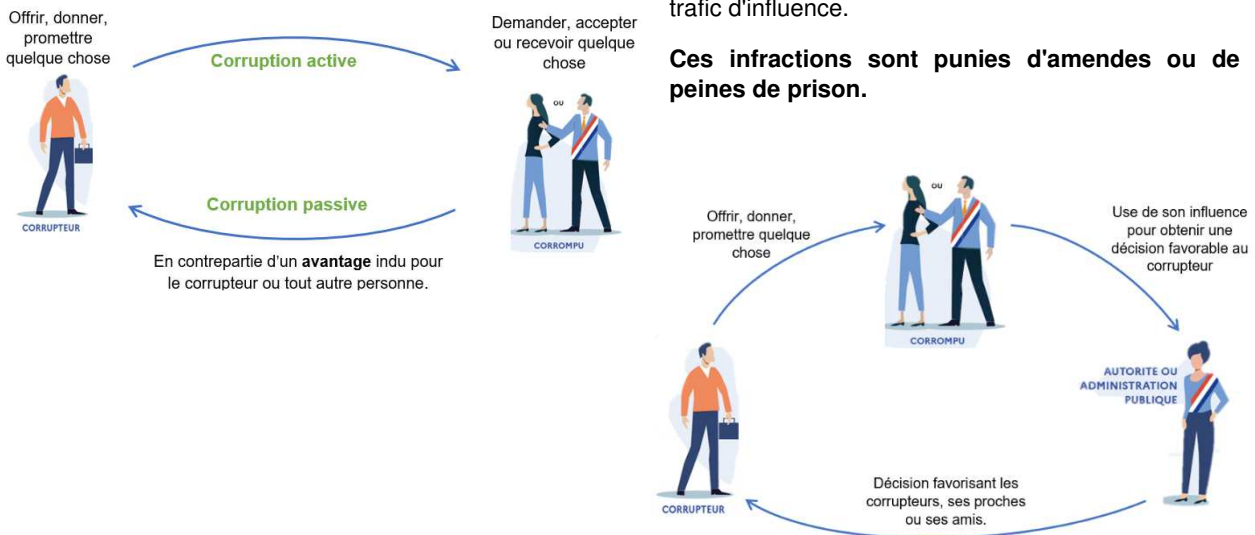 Offrir, donner,
promettre
quelque chose
Corruption active
Demander, accepter
ou recevoir quelque
chose
ou
CORRUPTEUR
Corruption passive
CORROMPU
En contrepartie d'un avantage indu pour
le corrupteur ou tout autre personne.
trafic d'influence.
Ces infractions sont punies d'amendes ou de
peines de prison.
Offrir, donner,
promettre quelque
chose
ou
CORROMPU
Use de son influence
pour obtenir une
décision favorable au
corrupteur
AUTORITE OU
ADMINISTRATION
PUBLIQUE
CORRUPTEUR
Décision favorisant les
corrupteurs, ses proches
ou ses amis.